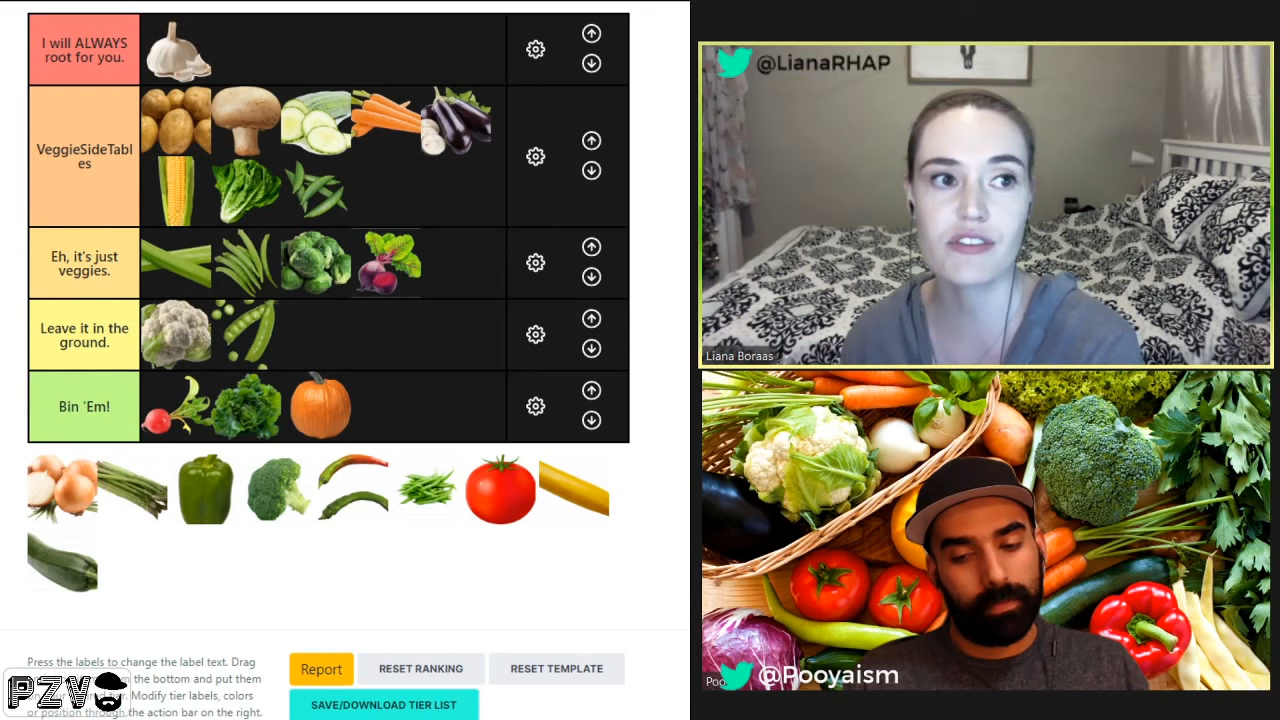 I will ALWAYS
root for you.
VeggieSideTabl
es
Eh, it's just
veggies.
Leave it in the
ground.
Bin 'Em!
Press the labels to change the label text. Drag
m the bottom and put them
Modify tier labels, colors
or position through the action bar on the right.
Report
RESET RANKING
RESET TEMPLATE
SAVE/DOWNLOAD TIER LIST
PZV
@LianaRHAP
Liana Boraas
Poo
@Pooyaism